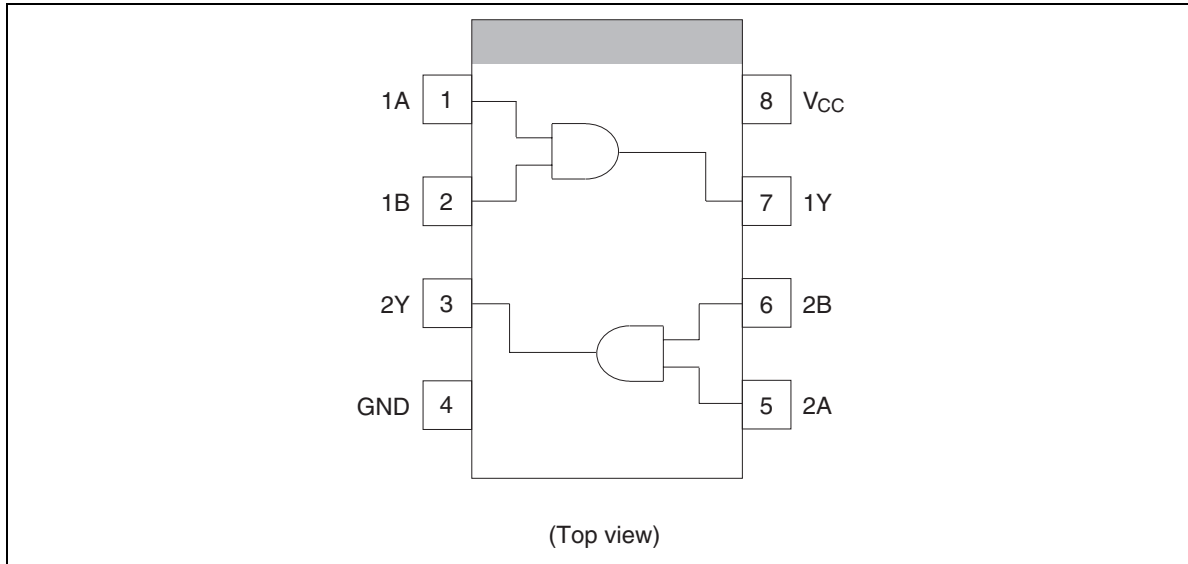 1A 1 8 VCC
1B 2 7 1Y
2Y 3 6 2B
GND 4 5 2A
(Top view)